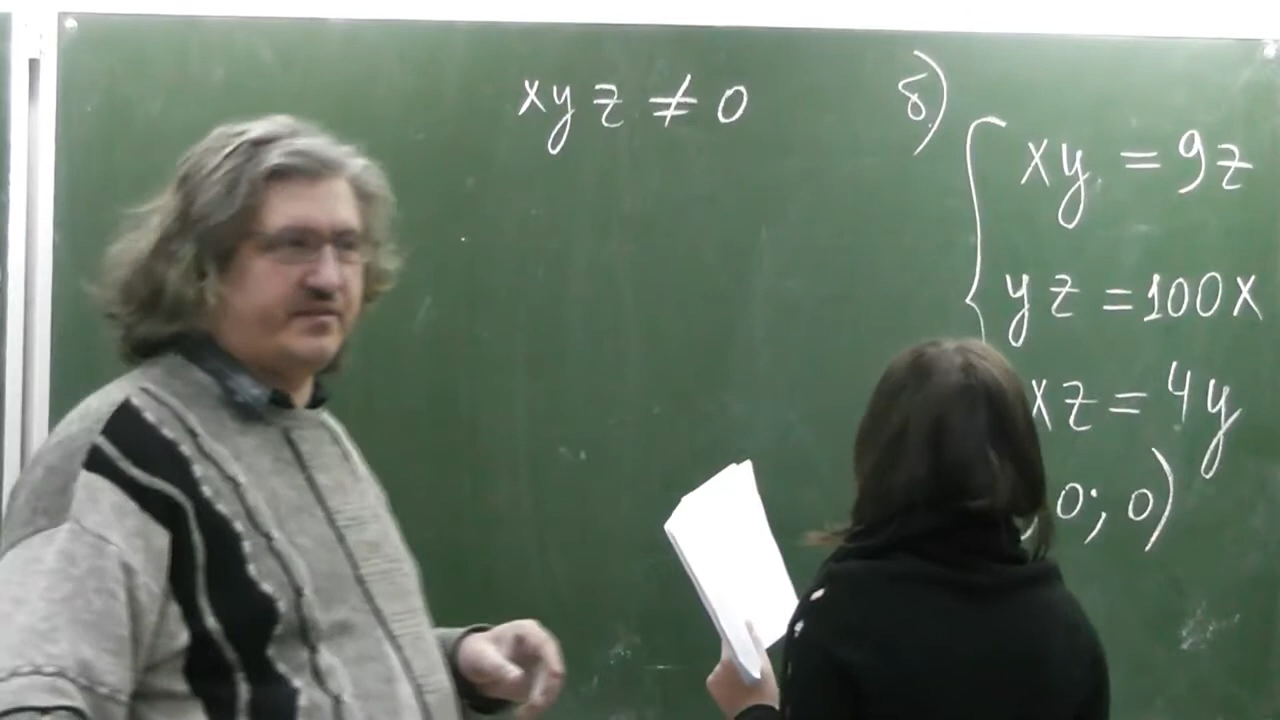 xyz ≠ 0
б)
xy = 9z
yz = 100x
xz = 4y
0; 0)